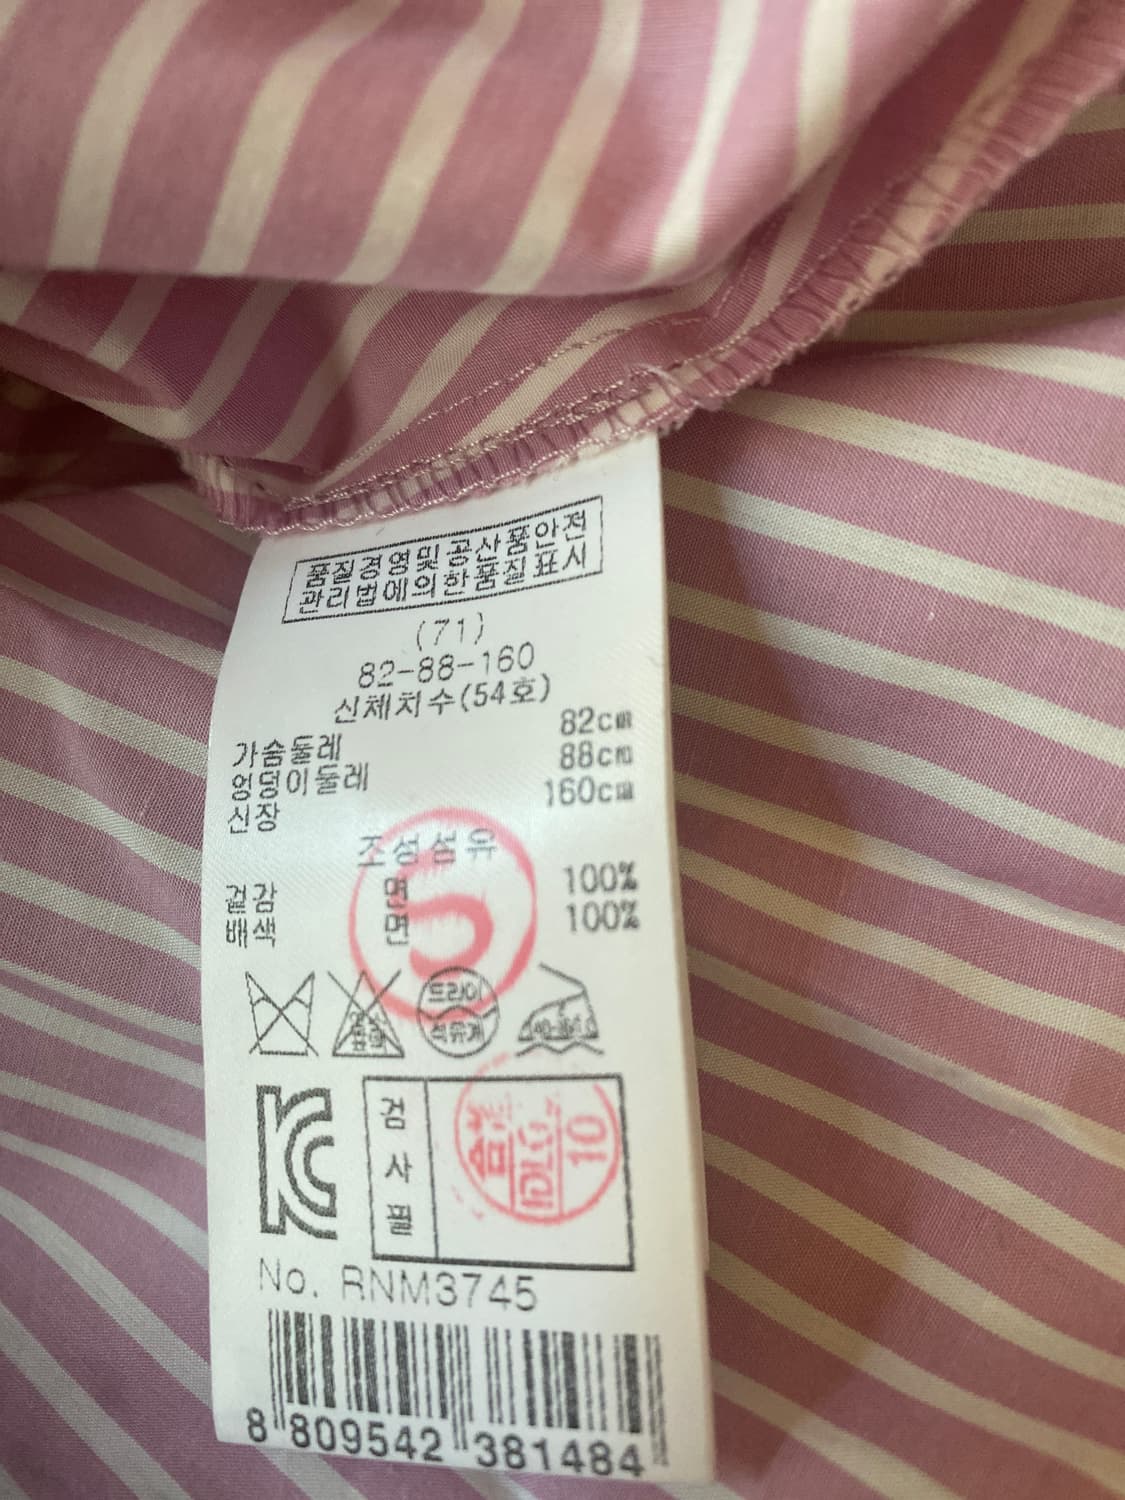 품질경영및공산품안전
관리법에의한품질표시
(71)
82-88-160
신체치수(54호)
가슴둘레 82cm
엉덩이둘레 88cm
신장 160cm
조성섬유
겉감 면 100%
배색 면 100%
S
드라이
석유계
KC
검사필
10
No. RNM3745
8 809542 381484